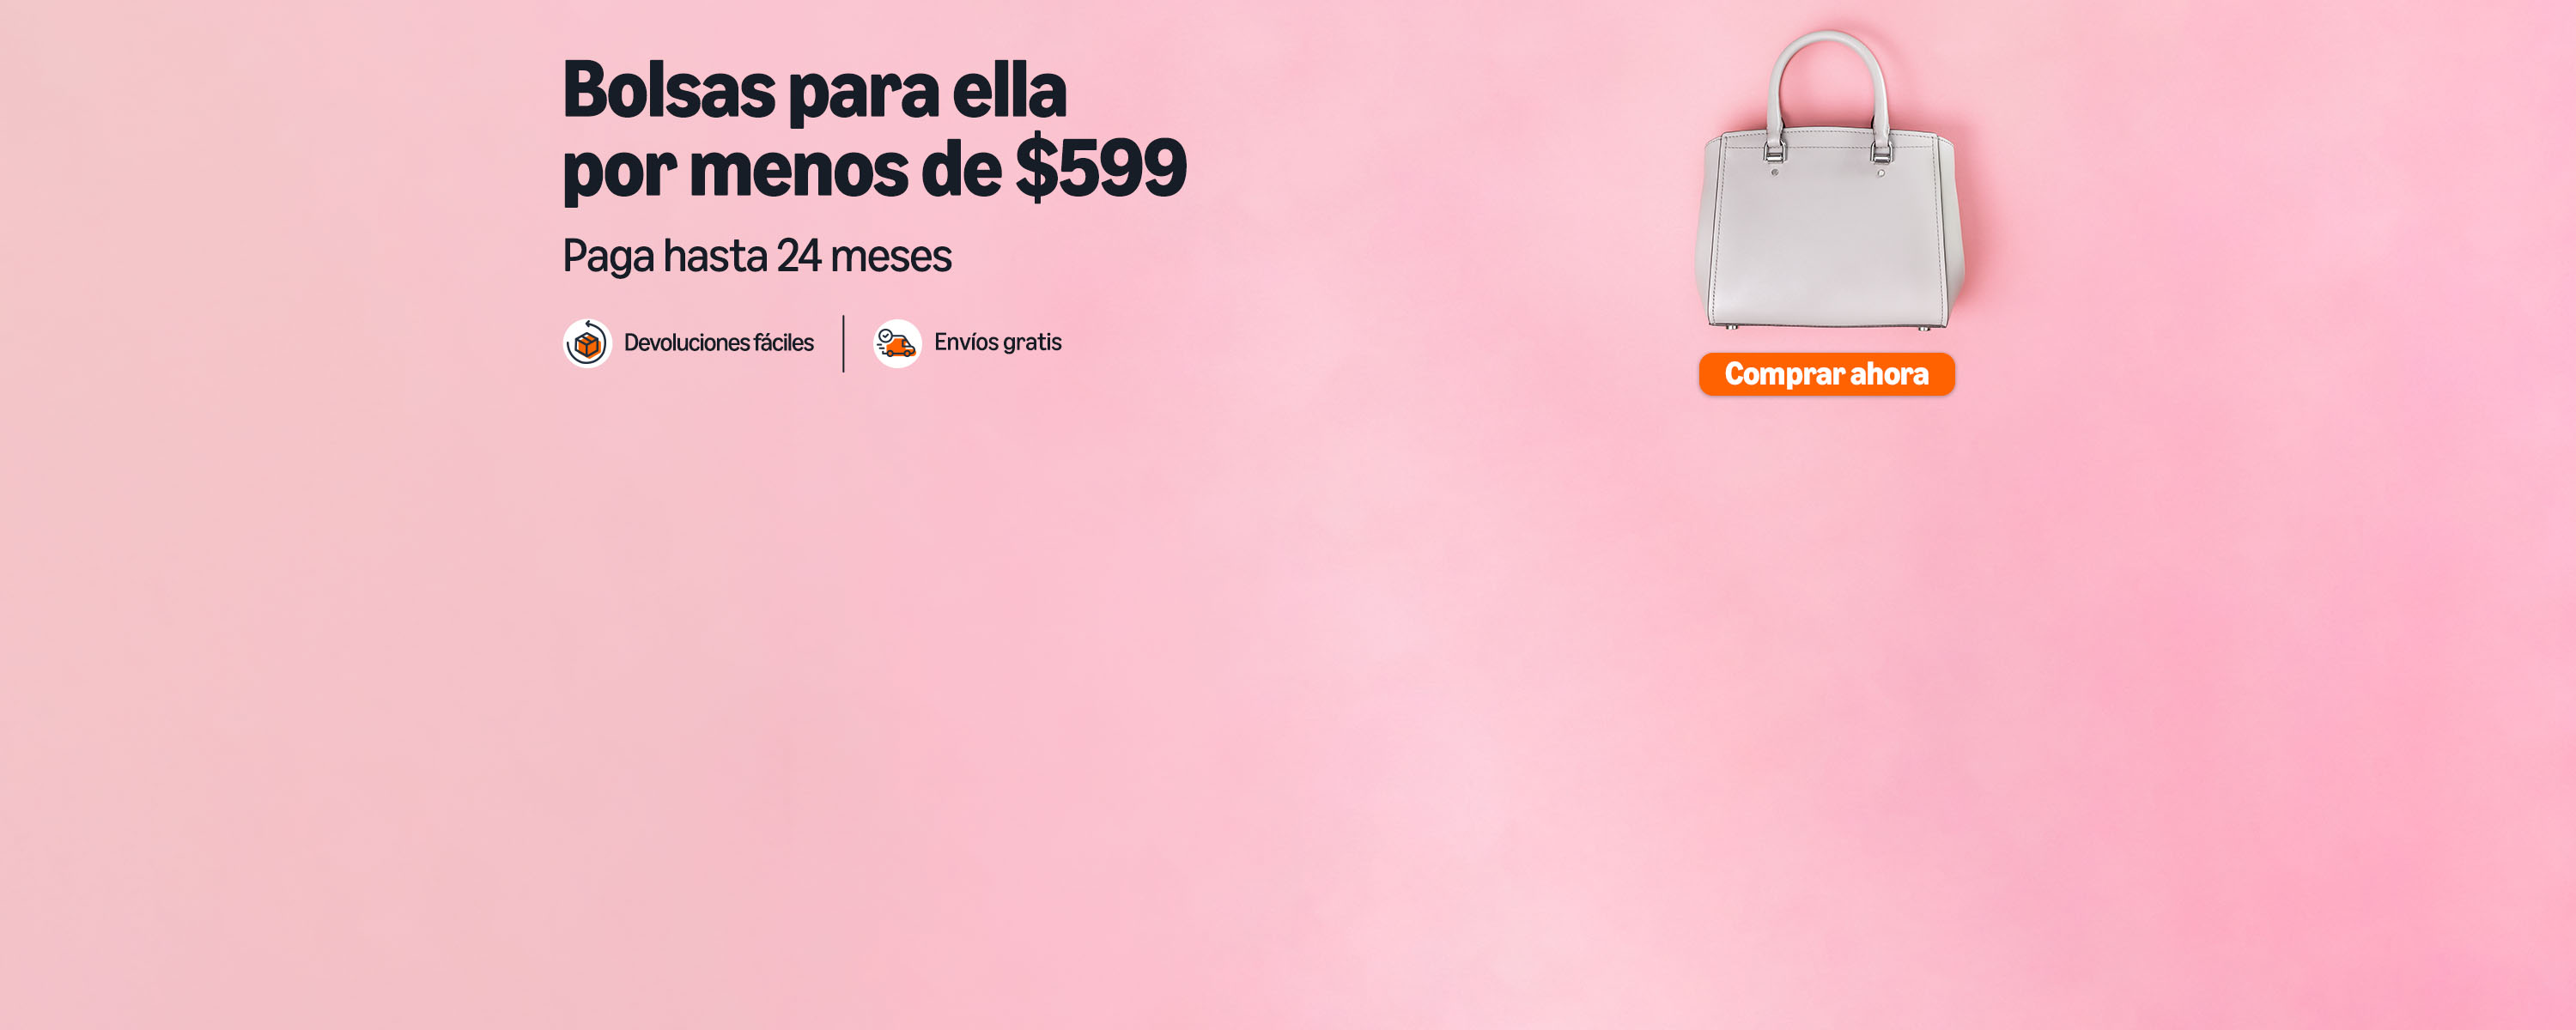 Bolsas para ella
por menos de $599
Paga hasta 24 meses
Devoluciones fáciles
Envíos gratis
Comprar ahora